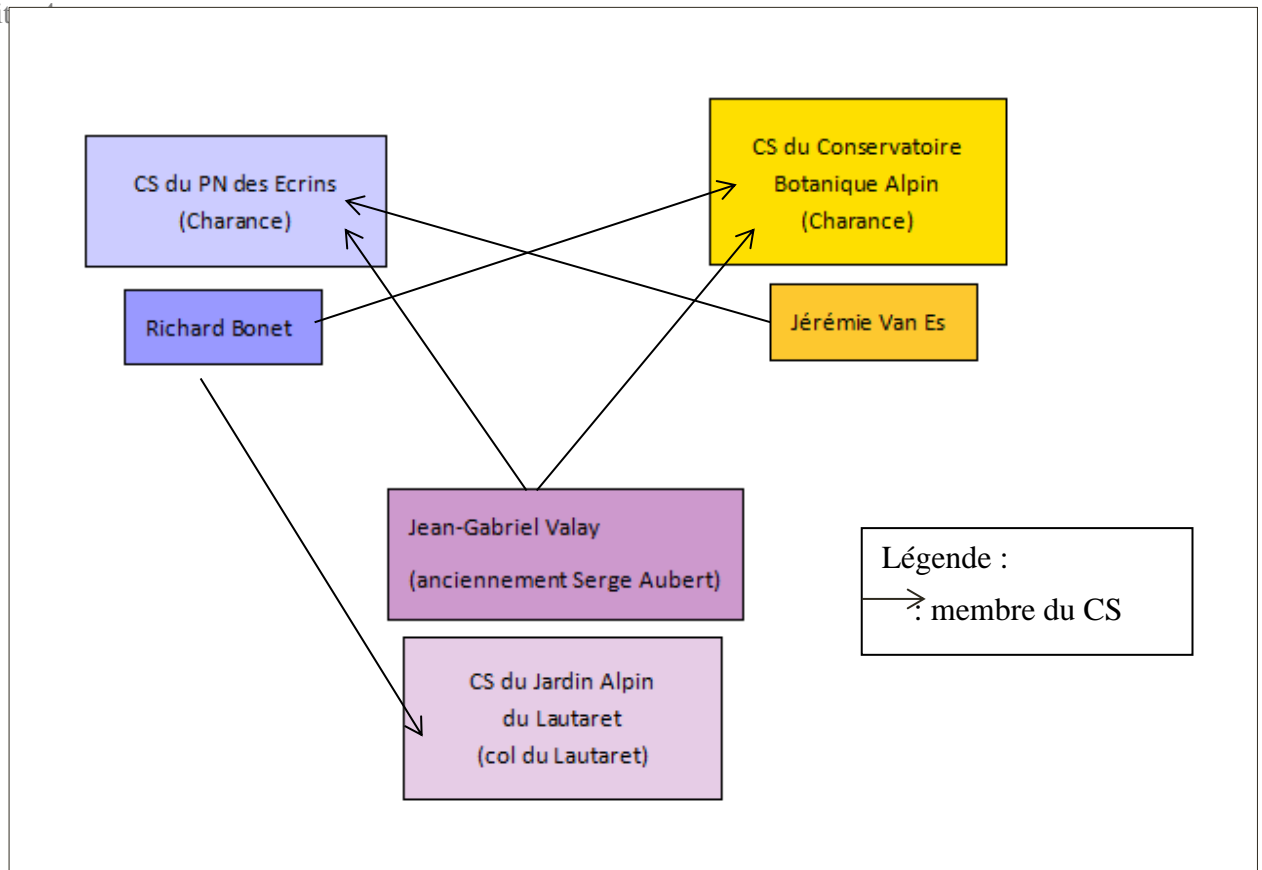 CS du PN des Ecrins
(Charance)
CS du Conservatoire
Botanique Alpin
(Charance)
Richard Bonet
Jérémie Van Es
Jean-Gabriel Valay
(anciennement Serge Aubert)
CS du Jardin Alpin
du Lautaret
(col du Lautaret)
Légende :
: membre du CS